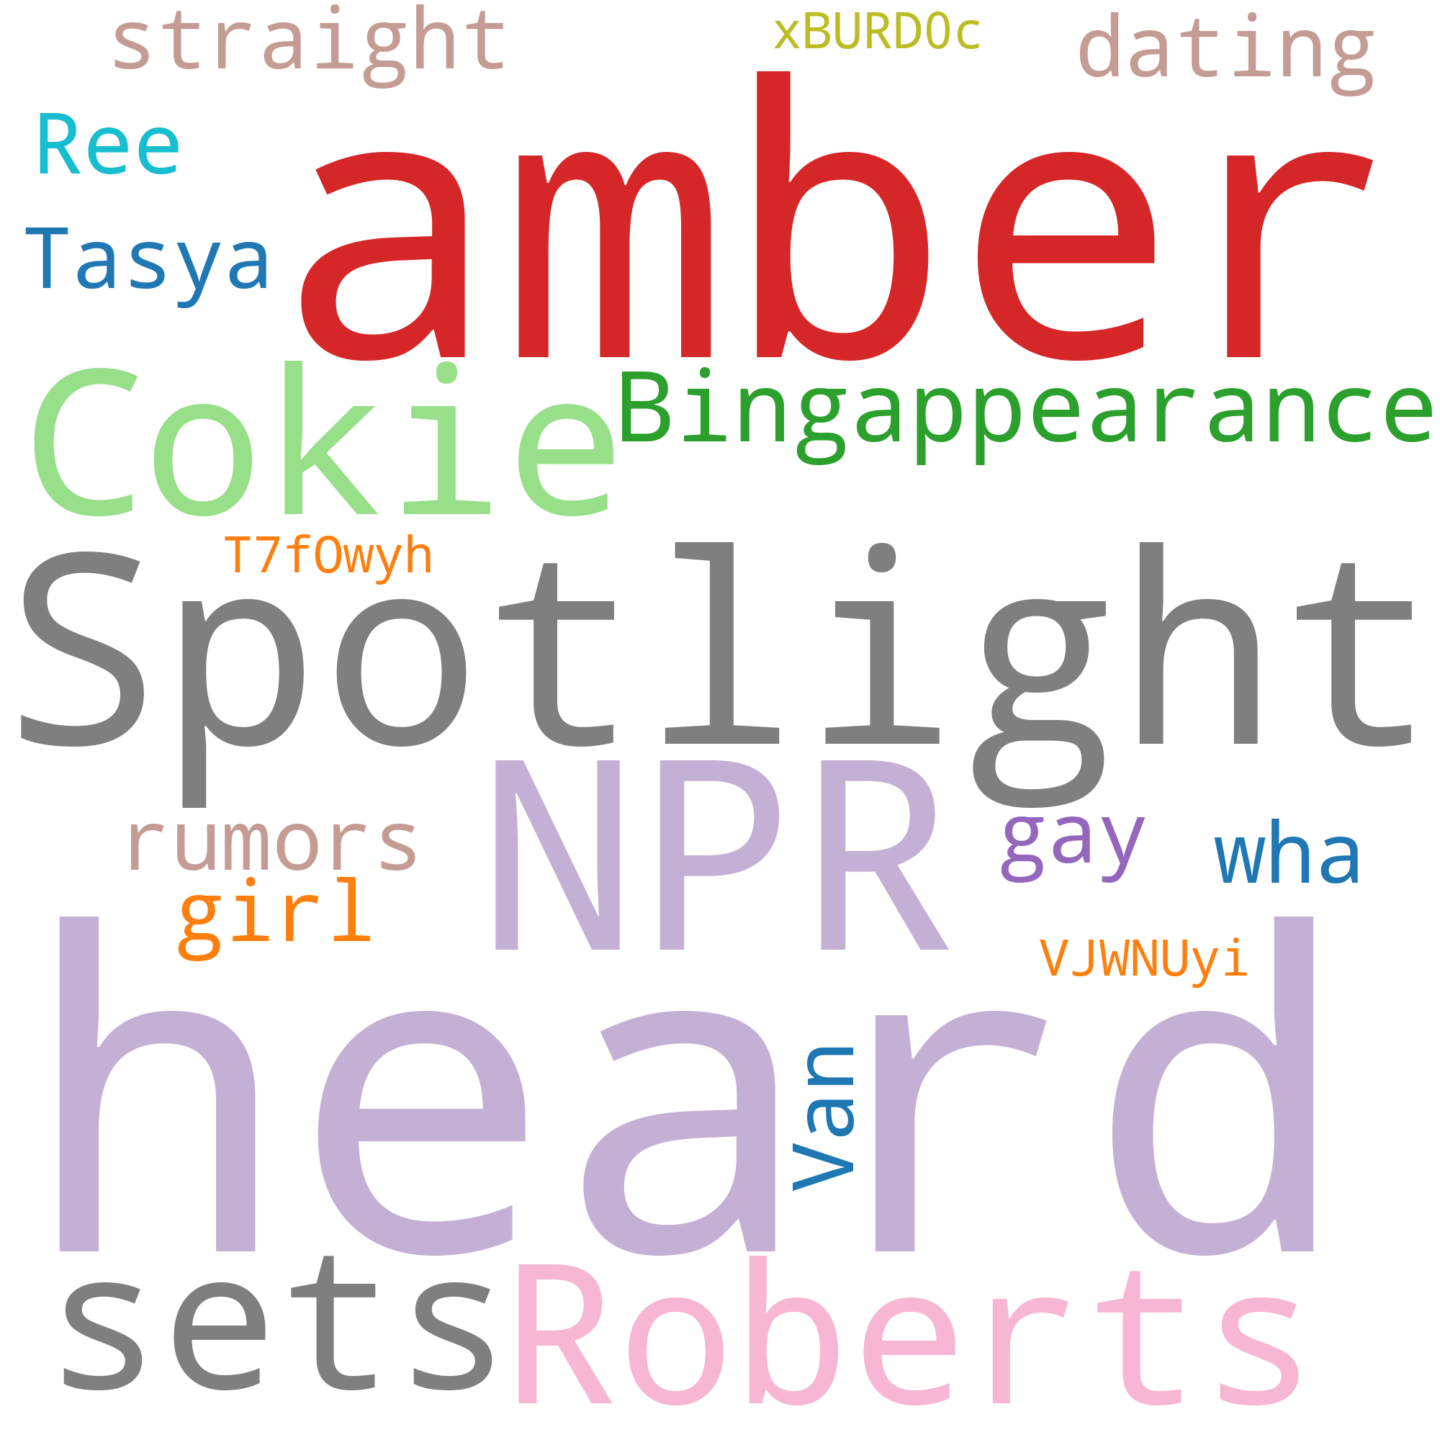 straight xBURD0c dating
Ree
amber
Tasya
Cokie Bingappearance
T7fOwyh
Spotlight
NPR
rumors gay wha
girl
VJWNUyi
heard
Van
sets Roberts